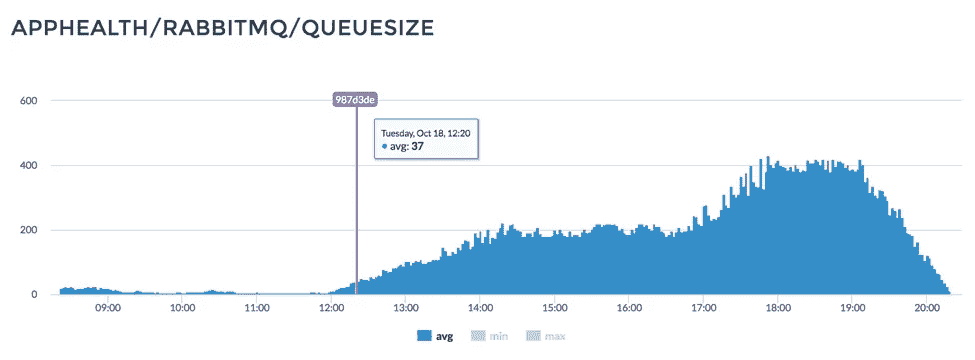 APPHEALTH/RABBITMQ/QUEUESIZE
600
987d3de
Tuesday, Oct 18, 12:20
avg: 37
400
200
0
09:00 10:00 11:00 12:00 13:00 14:00 15:00 16:00 17:00 18:00 19:00 20:00
avg min max